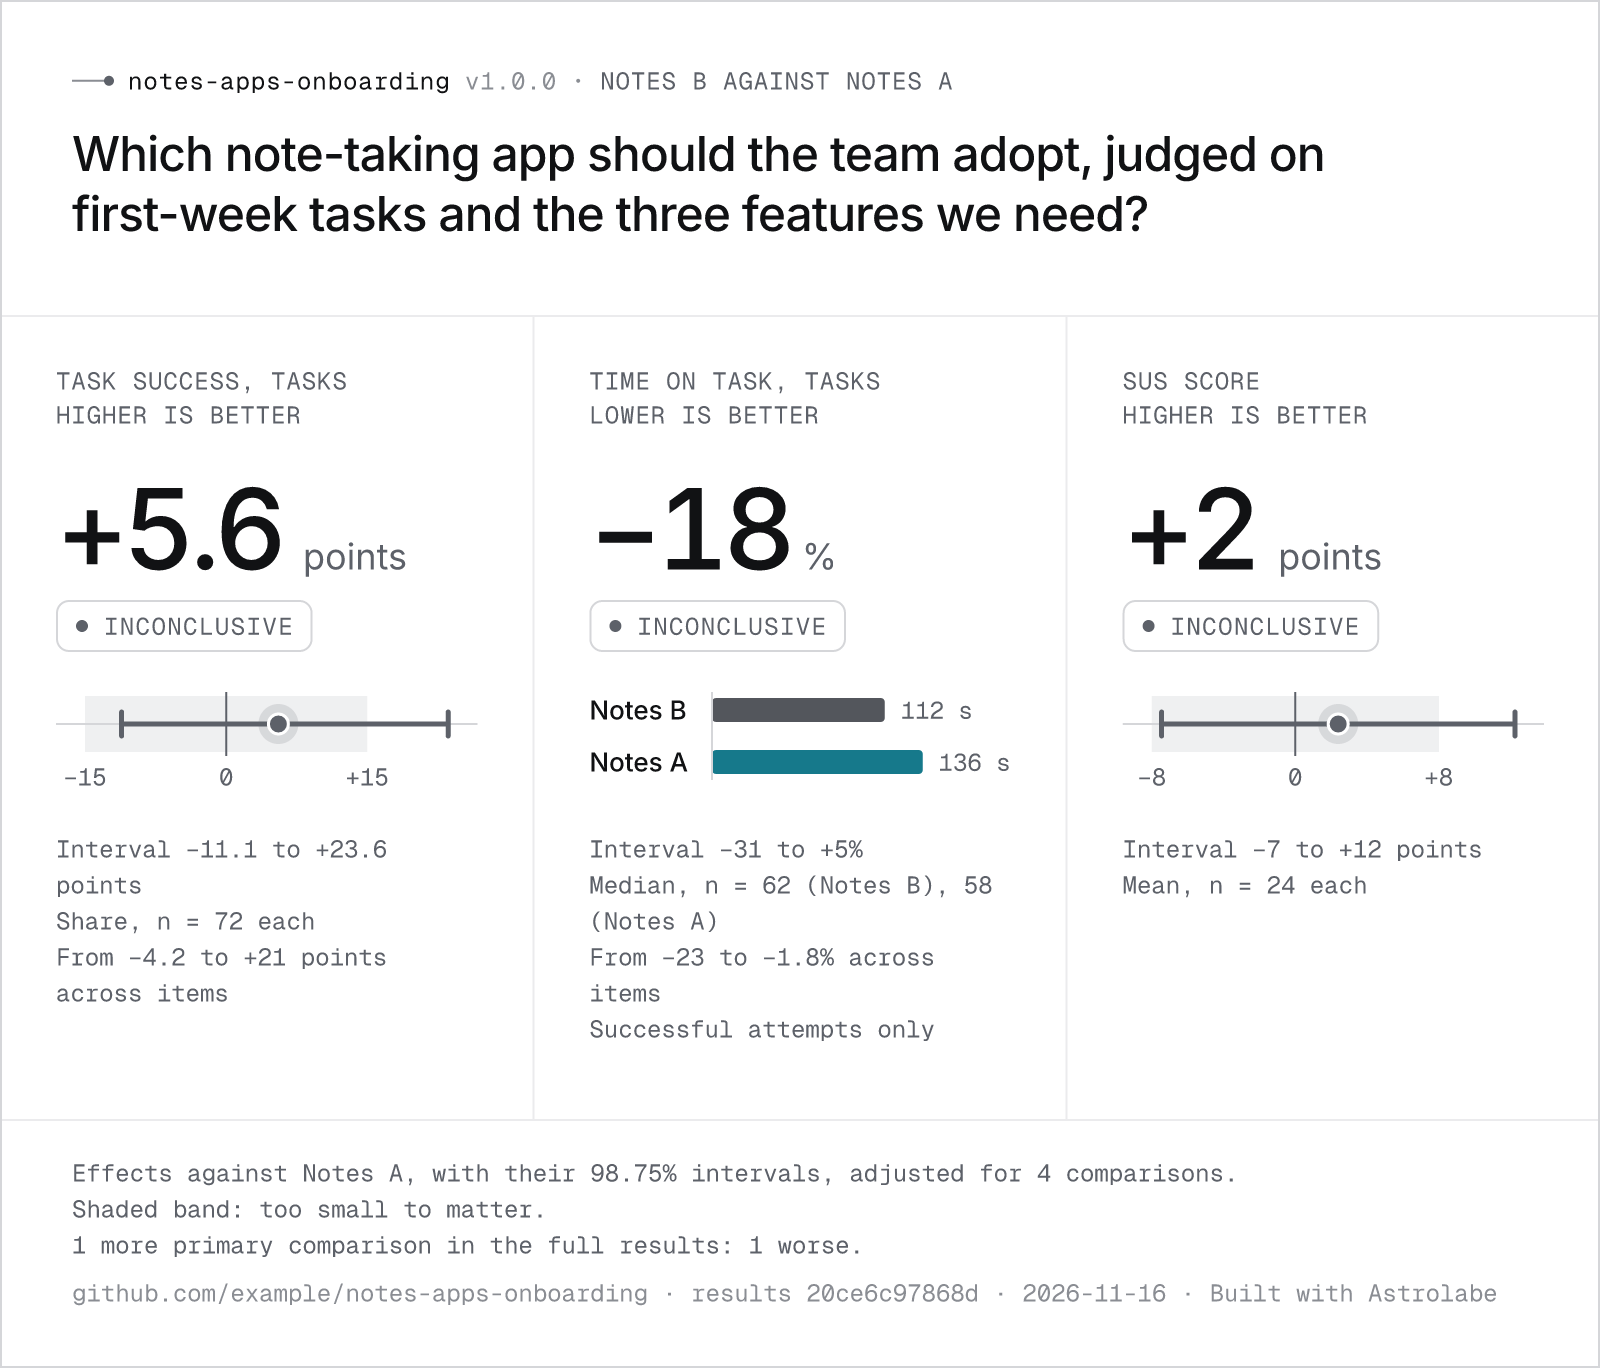 notes-apps-onboarding v1.0.0 · NOTES B AGAINST NOTES A
Which note-taking app should the team adopt, judged on
first-week tasks and the three features we need?
TASK SUCCESS, TASKS
HIGHER IS BETTER
+5.6 points
INCONCLUSIVE
−15 0 +15
Interval −11.1 to +23.6
points
Share, n = 72 each
From −4.2 to +21 points
across items
TIME ON TASK, TASKS
LOWER IS BETTER
−18 %
INCONCLUSIVE
Notes B 112 s
Notes A 136 s
Interval −31 to +5%
Median, n = 62 (Notes B), 58
(Notes A)
From −23 to −1.8% across
items
Successful attempts only
SUS SCORE
HIGHER IS BETTER
+2 points
INCONCLUSIVE
−8 0 +8
Interval −7 to +12 points
Mean, n = 24 each
Effects against Notes A, with their 98.75% intervals, adjusted for 4 comparisons.
Shaded band: too small to matter.
1 more primary comparison in the full results: 1 worse.
github.com/example/notes-apps-onboarding · results 20ce6c97868d · 2026-11-16 · Built with Astrolabe